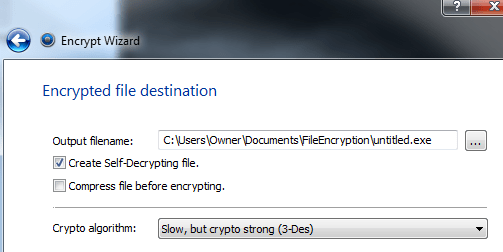 Encrypt Wizard
Encrypted file destination
Output filename: C:\Users\Owner\Documents\FileEncryption\untitled.exe ...
Create Self-Decrypting file.
Compress file before encrypting.
Crypto algorithm: Slow, but crypto strong (3-Des)